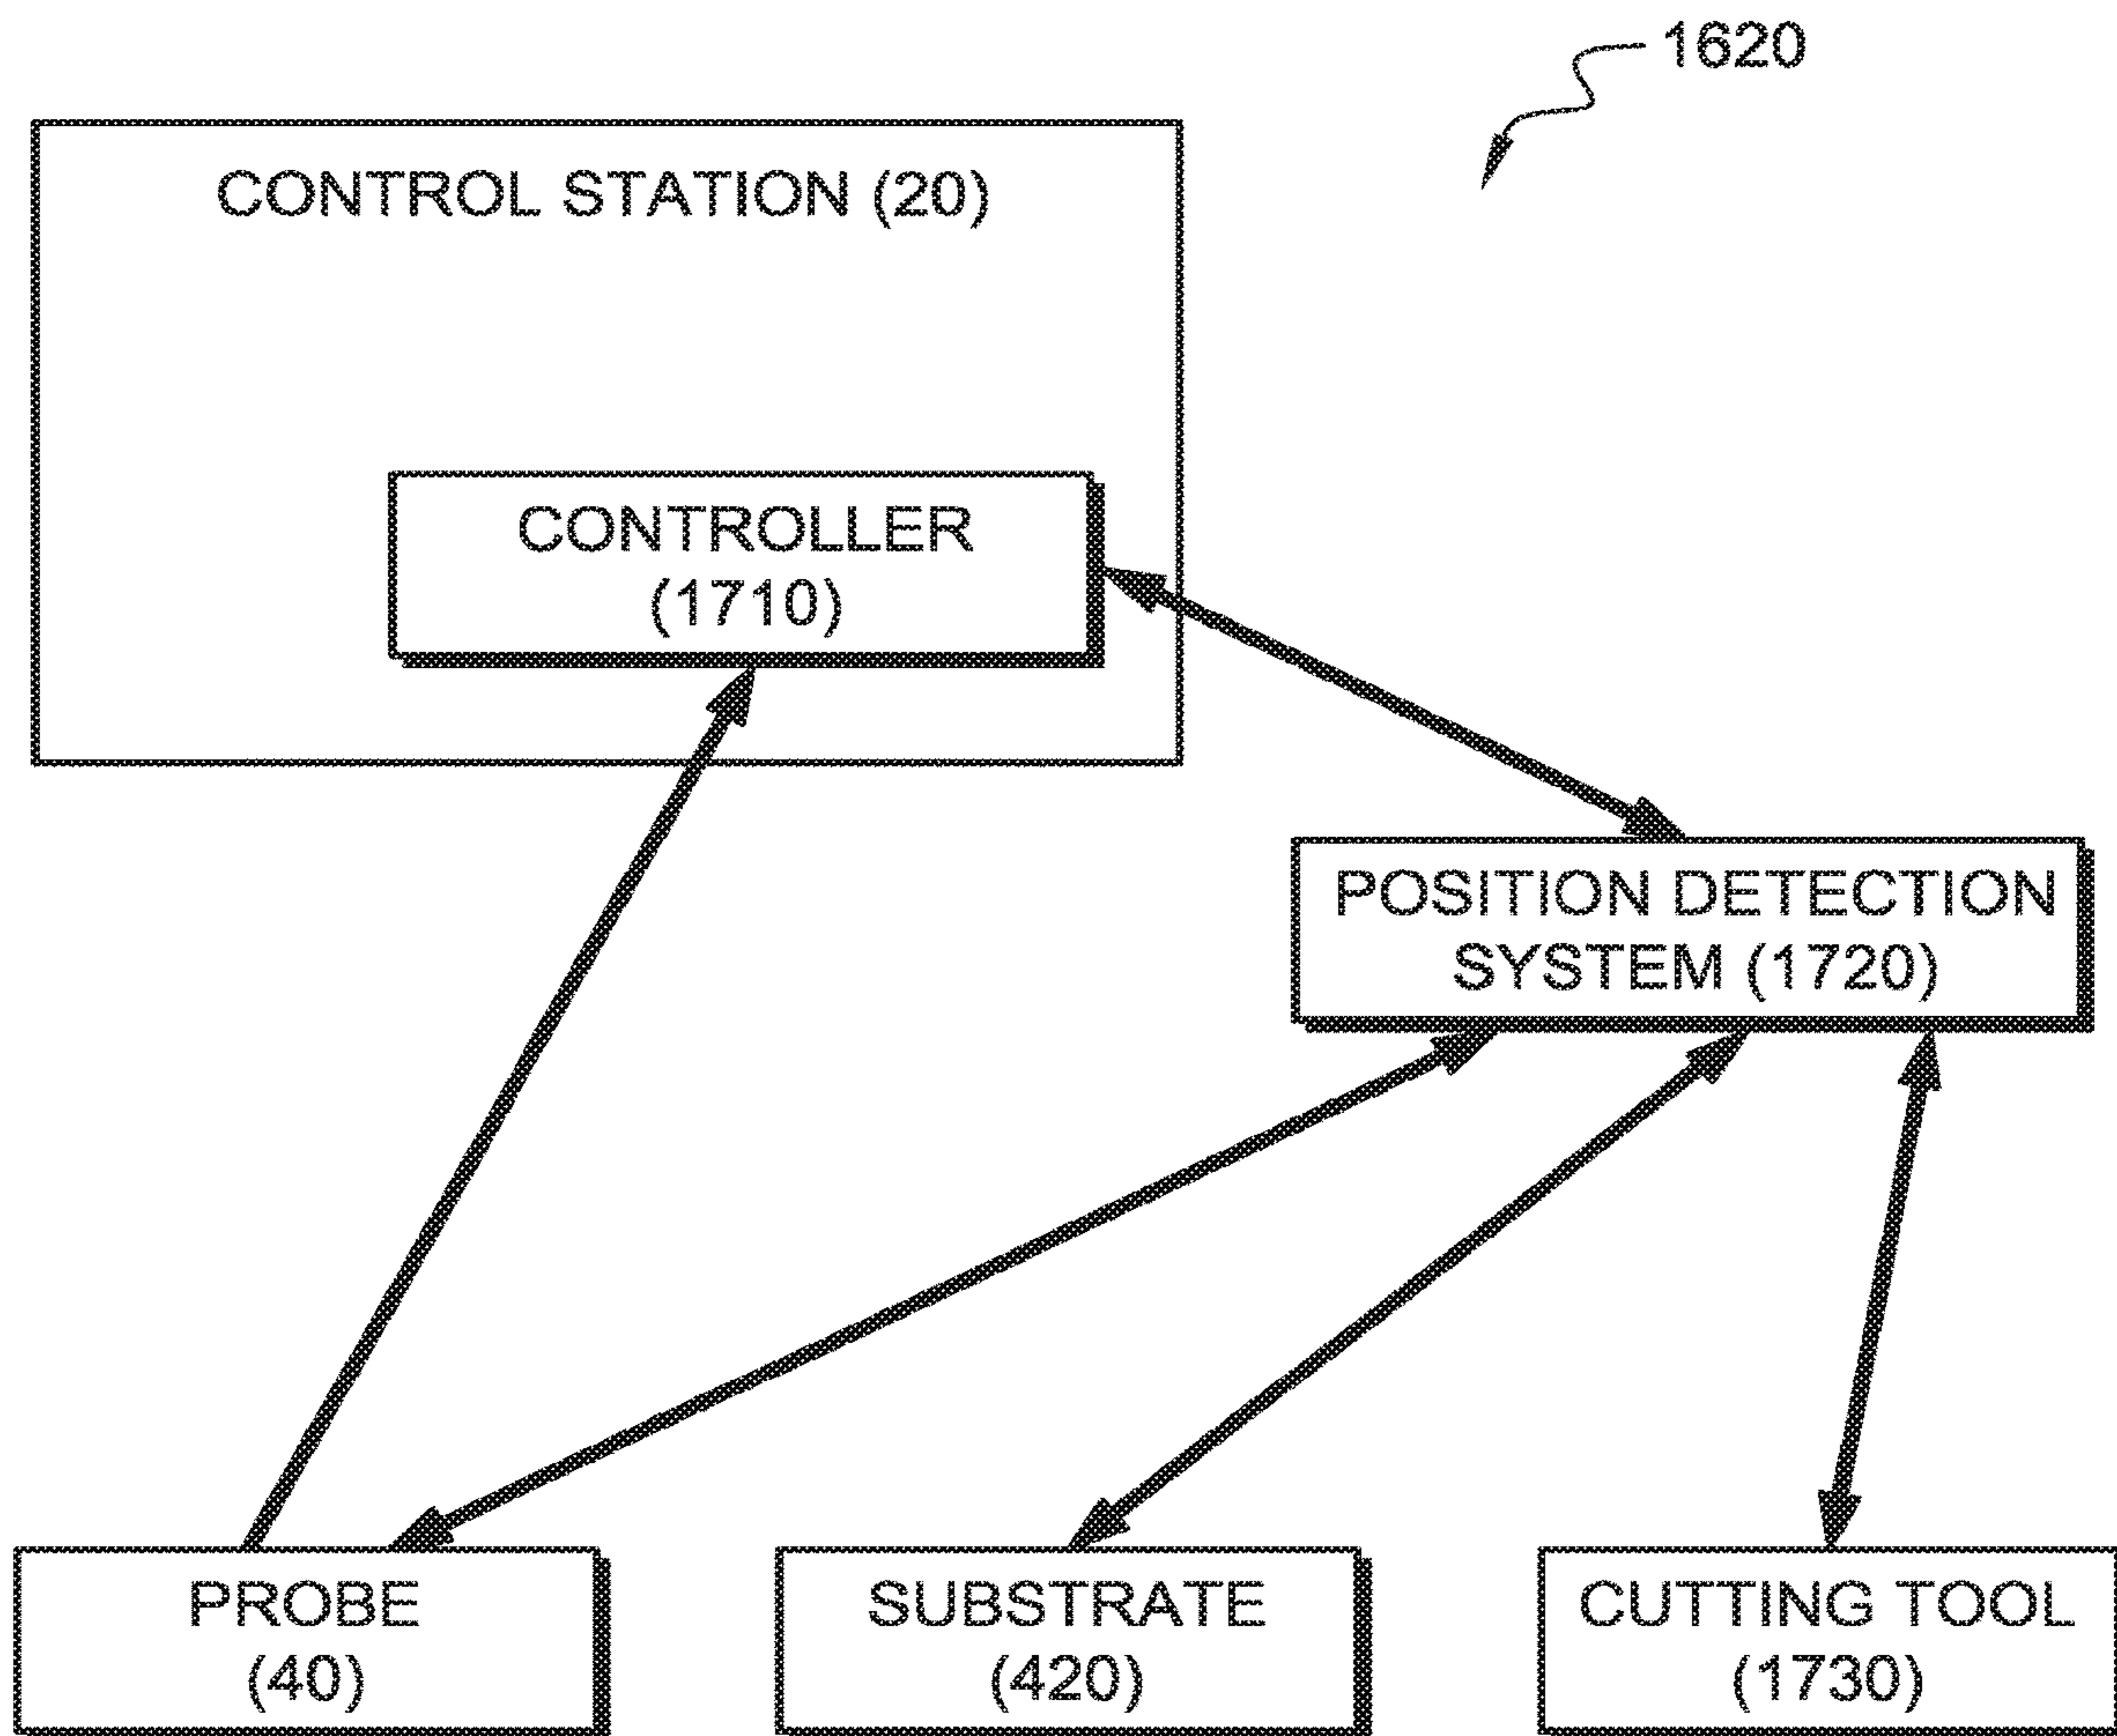 1620
CONTROL STATION (20)
CONTROLLER
(1710)
POSITION DETECTION
SYSTEM (1720)
PROBE
(40)
SUBSTRATE
(420)
CUTTING TOOL
(1730)